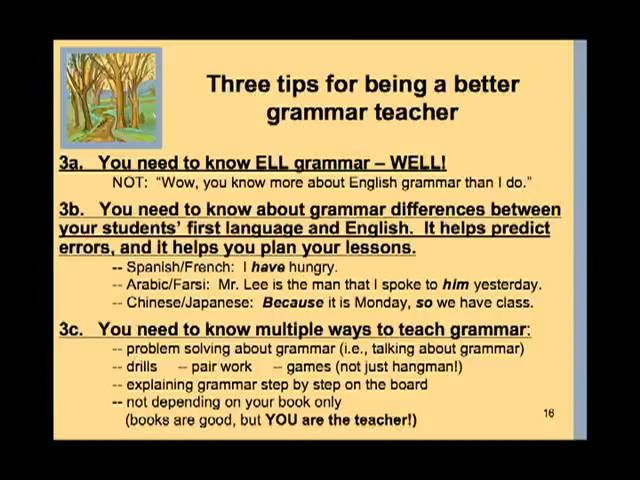 Three tips for being a better
grammar teacher
3a. You need to know ELL grammar – WELL!
NOT: "Wow, you know more about English grammar than I do."
3b. You need to know about grammar differences between
your students' first language and English. It helps predict
errors, and it helps you plan your lessons.
-- Spanish/French: I have hungry.
-- Arabic/Farsi: Mr. Lee is the man that I spoke to him yesterday.
-- Chinese/Japanese: Because it is Monday, so we have class.
3c. You need to know multiple ways to teach grammar:
-- problem solving about grammar (i.e., talking about grammar)
-- drills -- pair work -- games (not just hangman!)
-- explaining grammar step by step on the board
-- not depending on your book only
(books are good, but YOU are the teacher!)
16